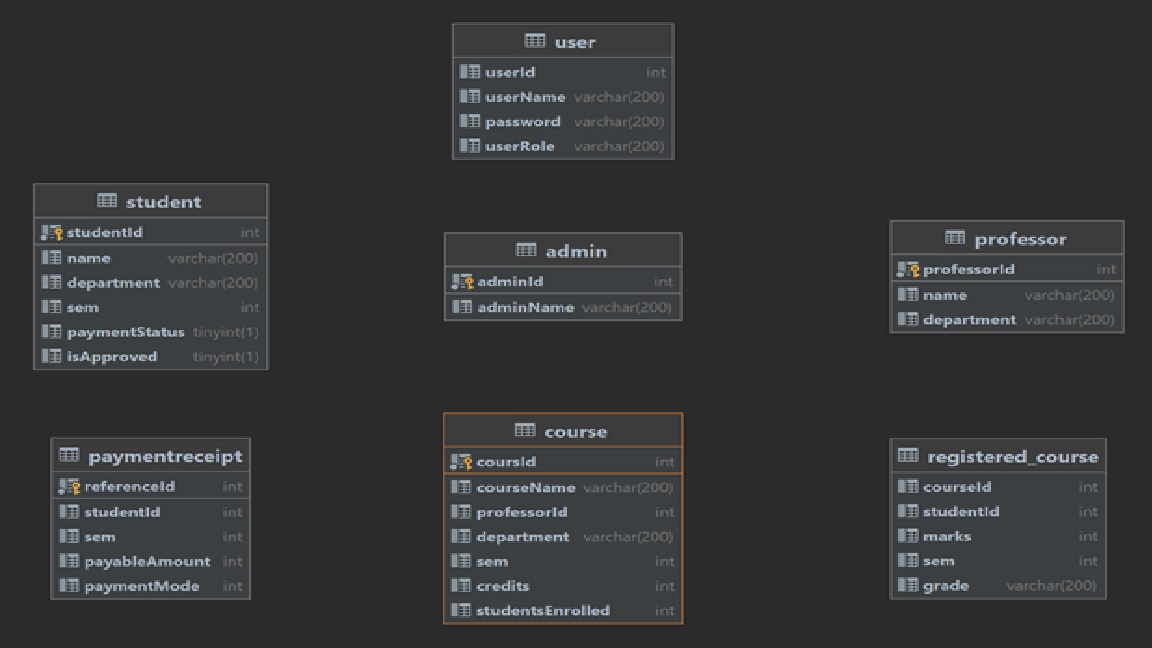 user
userId int
userName varchar(200)
password varchar(200)
userRole varchar(200)
student
studentId int
name varchar(200)
department varchar(200)
sem int
paymentStatus tinyint(1)
isApproved tinyint(1)
admin
adminId int
adminName varchar(200)
professor
professorId int
name varchar(200)
department varchar(200)
paymentreceipt
referenceId int
studentId int
sem int
payableAmount int
paymentMode int
course
coursId int
courseName varchar(200)
professorId int
department varchar(200)
sem int
credits int
studentsEnrolled int
registered_course
courseId int
studentId int
marks int
sem int
grade varchar(200)